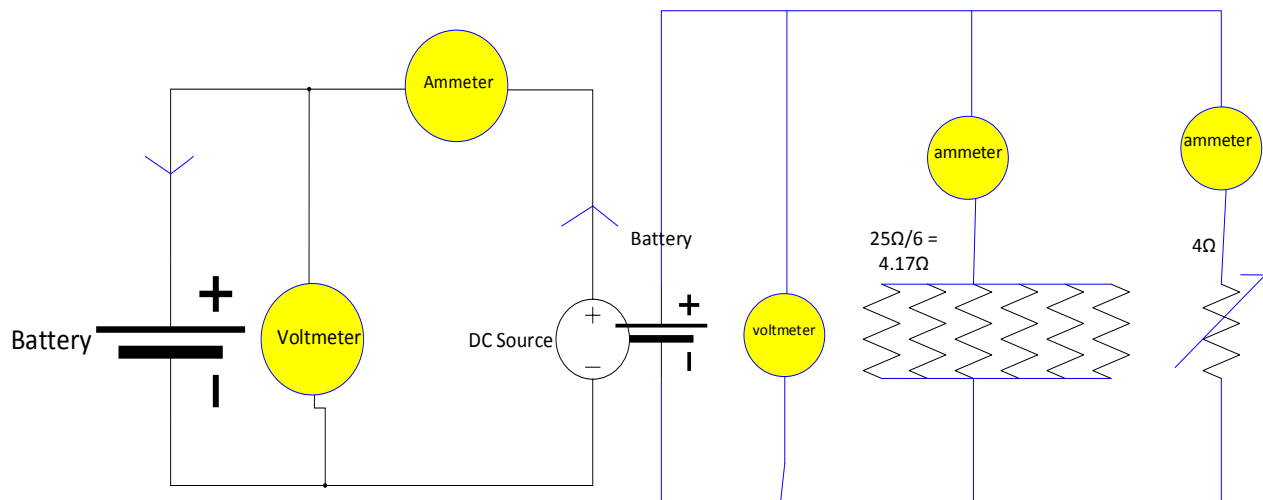 Ammeter
Battery
Voltmeter
DC Source
+
−
+
−
Battery
+
−
voltmeter
ammeter
25Ω/6 =
4.17Ω
ammeter
4Ω